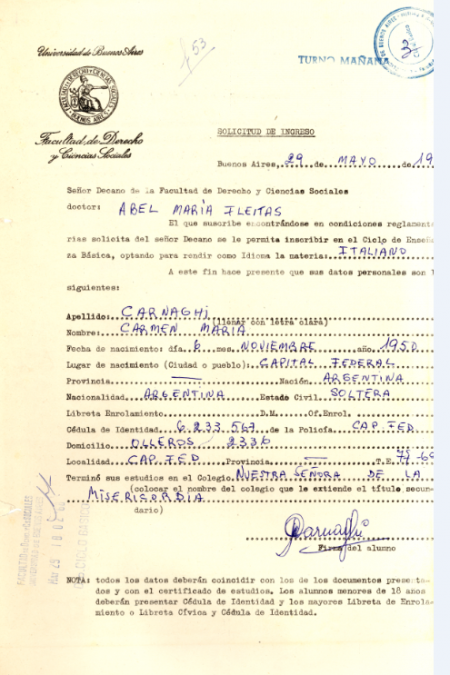 53
TURNO MAÑANA
Universidad de Buenos Aires
Facultad de Derecho
y Ciencias Sociales
SOLICITUD DE INGRESO
Buenos Aires, 29 de MAYO de 19
Señor Decano de la Facultad de Derecho y Ciencias Sociales
doctor: ABEL MARÍA FLEITAS
El que suscribe encontrándose en condiciones reglamenta
rias solicita del señor Decano se le permita inscribir en el Ciclo de Enseñ
za Básica, optando para rendir como Idioma la materia: ITALIANO
A este fin hace presente que sus datos personales son l
siguientes:
Apellido: CARNAGHI
(llenar con letra clara)
Nombre: CARMEN MARÍA
Fecha de nacimiento: día 6 mes NOVIEMBRE año 1950
Lugar de nacimiento (Ciudad o pueblo): CAPITAL FEDERAL
Provincia — Nación ARGENTINA
Nacionalidad ARGENTINA Estado Civil SOLTERA
Libreta Enrolamiento D.M. Of.Enrol.
Cédula de Identidad 6.233.567 de la Policía CAP. FED
Domicilio OLLEROS 2336
Localidad CAP. FED Provincia — T.E.
Terminó sus estudios en el Colegio NUESTRA SEÑORA DE LA
MISERISORDIA (colocar el nombre del colegio que le extiende el título secun-
dario)
Carnaghi
Firma del alumno
NOTA: todos los datos deberán coincidir con los de los documentos presenta-
dos y con el certificado de estudios. Los alumnos menores de 18 años
deberán presentar Cédula de Identidad y los mayores Libreta de Enrola-
miento o Libreta Cívica y Cédula de Identidad.